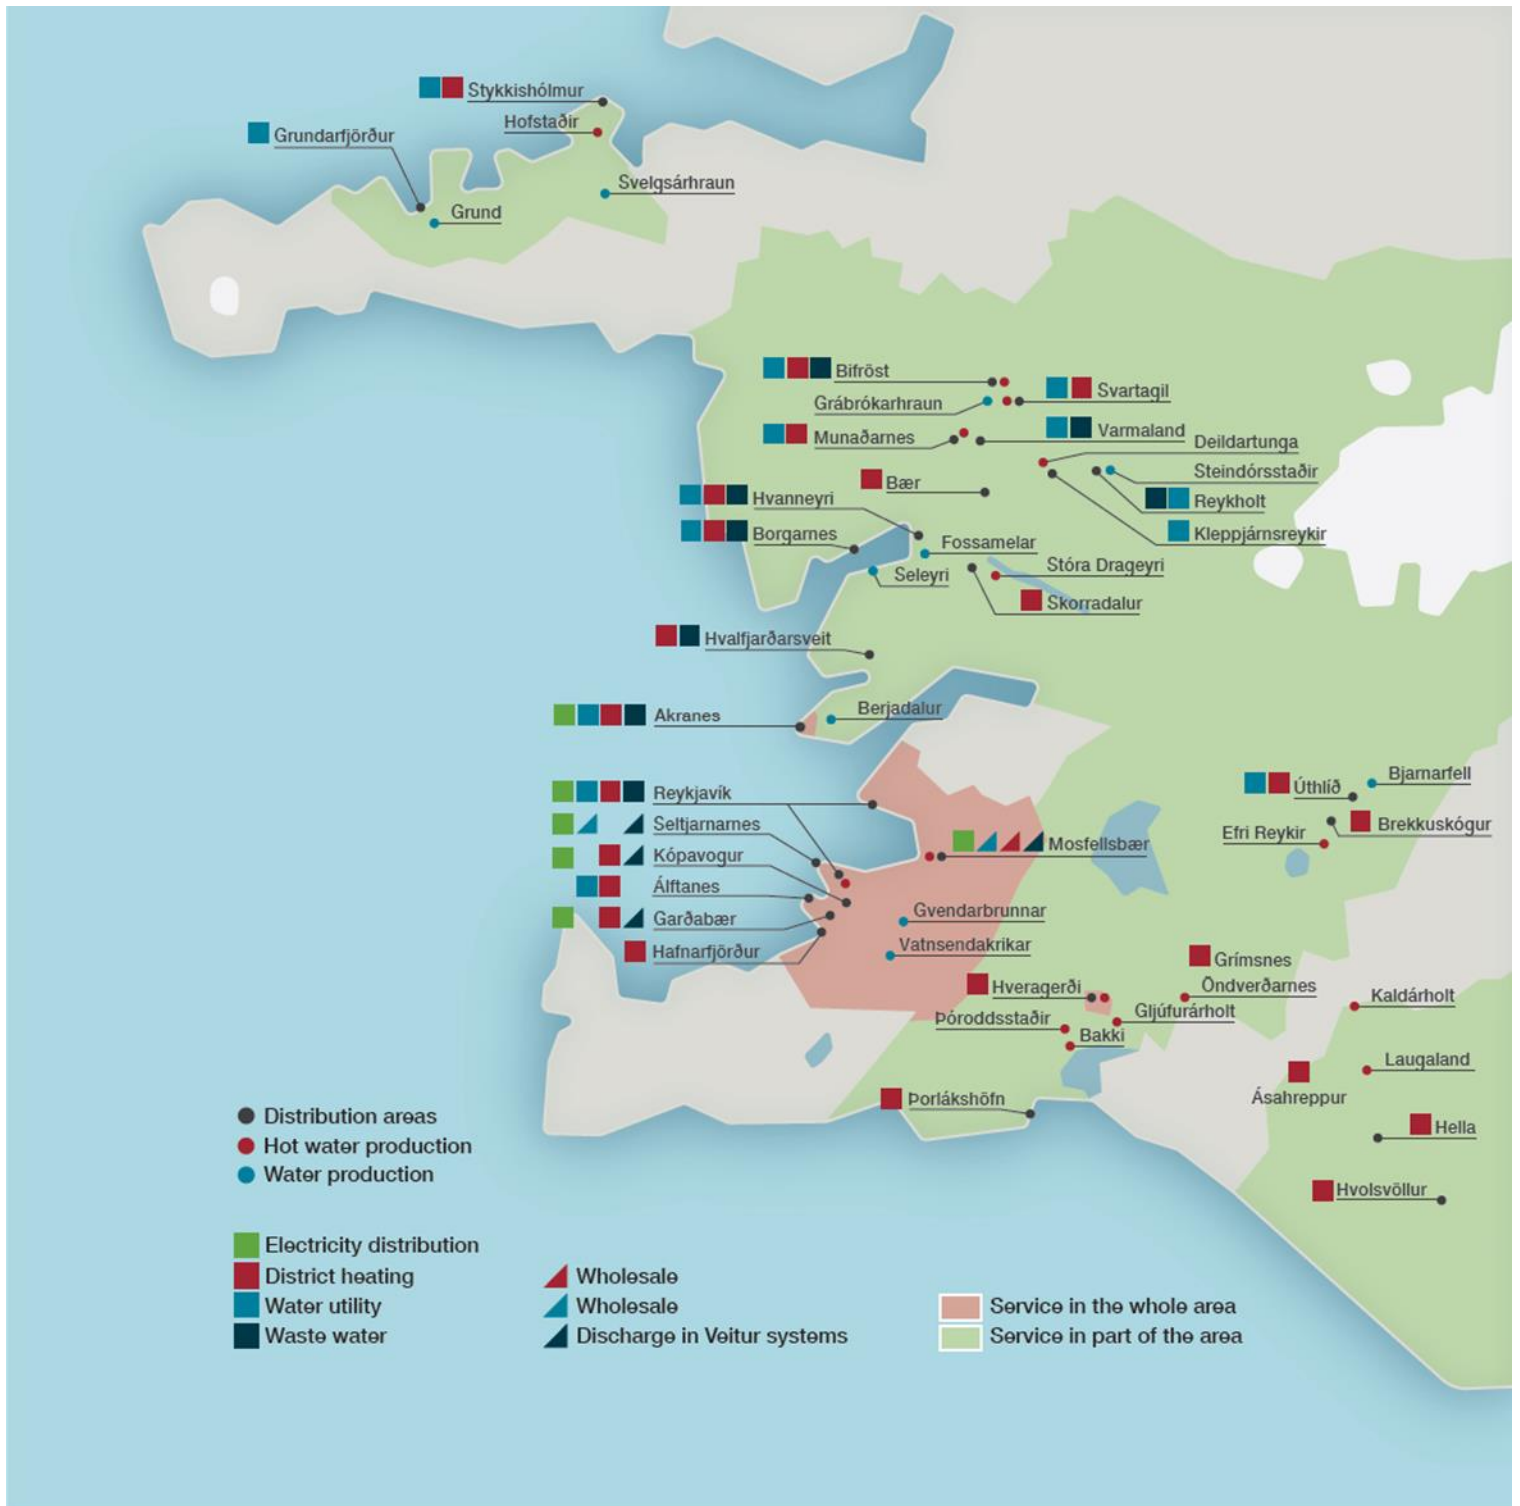 Stykkishólmur
Hofstaðir
Grundarfjörður
Svelgsárhraun
Grund
Bifröst
Svartagil
Grábrókarhraun
Munaðarnes
Varmaland
Deildartunga
Steindórsstaðir
Bær
Hvanneyri
Reykholt
Borgarnes
Kleppjárnsreykir
Fossamelar
Stóra Drageyri
Seleyri
Skorradalur
Hvalfjarðarsveit
Berjadalur
Akranes
Bjarnarfell
Úthlíð
Reykjavík
Seltjarnarnes
Brekkuskógur
Efri Reykir
Mosfellsbær
Kópavogur
Álftanes
Gvendarbrunnar
Garðabær
Vatnsendakrikar
Hafnarfjörður
Grímsnes
Hveragerði
Öndverðarnes
Kaldárholt
Gljúfurárholt
Þóroddsstaðir
Bakki
Laugaland
Ásahreppur
Þorlákshöfn
Hella
Hvolsvöllur
Distribution areas
Hot water production
Water production
Electricity distribution
District heating
Water utility
Waste water
Wholesale
Wholesale
Discharge in Veitur systems
Service in the whole area
Service in part of the area